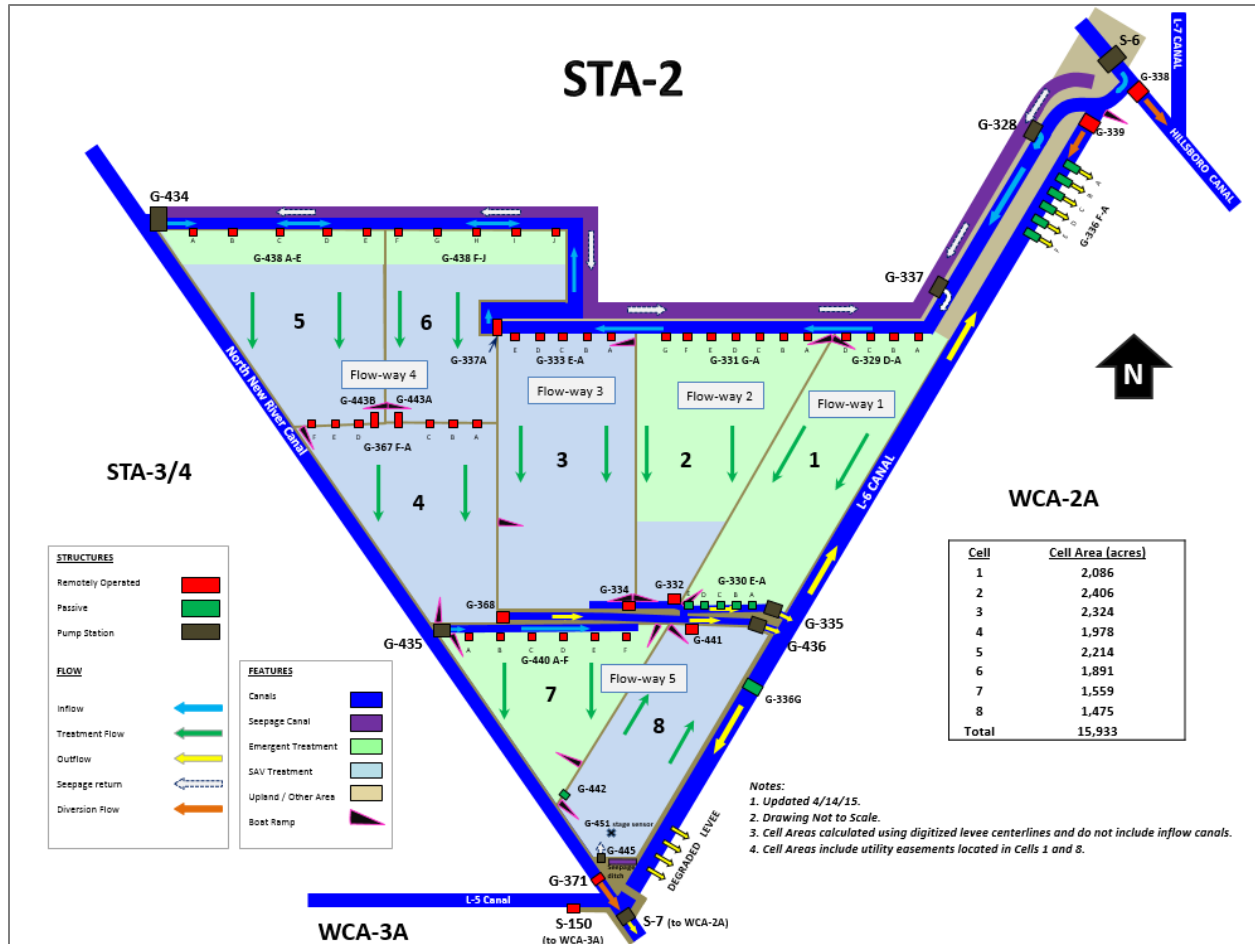 STA-2
S-6
L-7 CANAL
G-338
G-328
G-339
HILLSBORO CANAL
A
B
C
D
E
F
G-336 F-A
G-434
A B C D E F G H I J
G-438 A-E
G-438 F-J
G-337
5
6
G-337A
E D C B A
G F E D C B A
D C B A
G-333 E-A
G-331 G-A
G-329 D-A
N
Flow-way 4
Flow-way 3
Flow-way 2
Flow-way 1
G-443B
G-443A
F E D C B A
G-367 F-A
North New River Canal
3
2
1
STA-3/4
4
L-6 CANAL
WCA-2A
Cell Cell Area (acres)
1 2,086
2 2,406
3 2,324
4 1,978
5 2,214
6 1,891
7 1,559
8 1,475
Total 15,933
STRUCTURES
Remotely Operated
Passive
Pump Station
FLOW
Inflow
Treatment Flow
Outflow
Seepage return
Diversion Flow
FEATURES
Canals
Seepage Canal
Emergent Treatment
SAV Treatment
Upland / Other Area
Boat Ramp
G-334
G-332
G-330 E-A
E D C B A
G-368
G-335
G-435
G-441
G-436
A B C D E F
G-440 A-F
Flow-way 5
7
8
G-336G
G-442
G-451 stage sensor
G-445
Seepage
ditch
DEGRADED LEVEE
G-371
L-5 Canal
S-150
(to WCA-3A)
S-7 (to WCA-2A)
WCA-3A
Notes:
1. Updated 4/14/15.
2. Drawing Not to Scale.
3. Cell Areas calculated using digitized levee centerlines and do not include inflow canals.
4. Cell Areas include utility easements located in Cells 1 and 8.